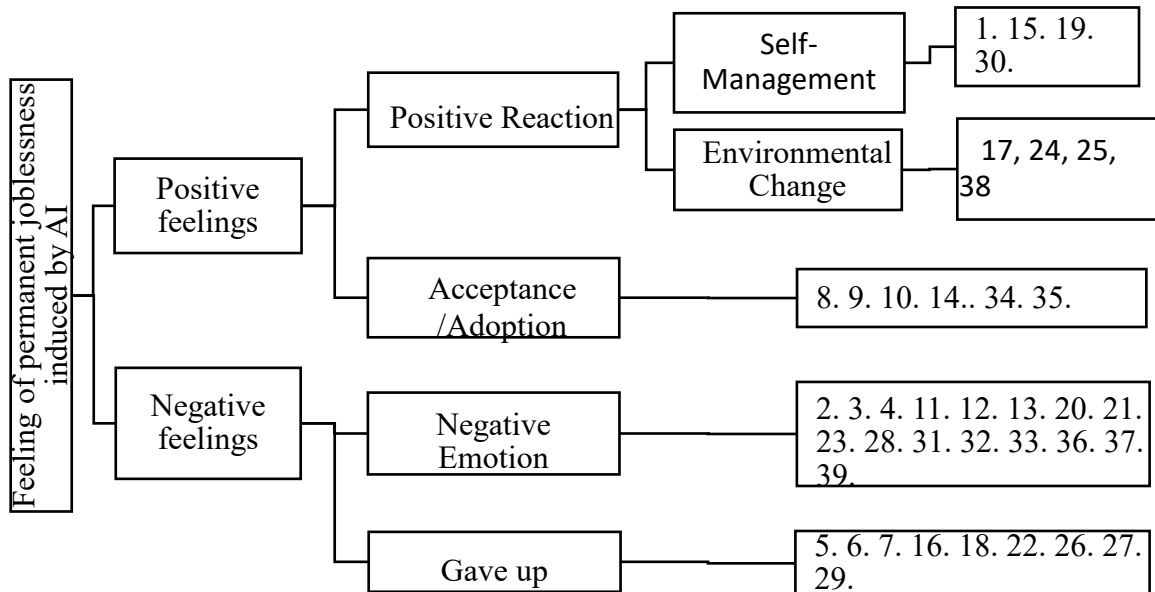 Feeling of permanent joblessness
induced by AI
Positive
feelings
Negative
feelings
Positive Reaction
Acceptance
/Adoption
Negative
Emotion
Gave up
Self-
Management
Environmental
Change
1. 15. 19.
30.
17, 24, 25,
38
8. 9. 10. 14.. 34. 35.
2. 3. 4. 11. 12. 13. 20. 21.
23. 28. 31. 32. 33. 36. 37.
39.
5. 6. 7. 16. 18. 22. 26. 27.
29.